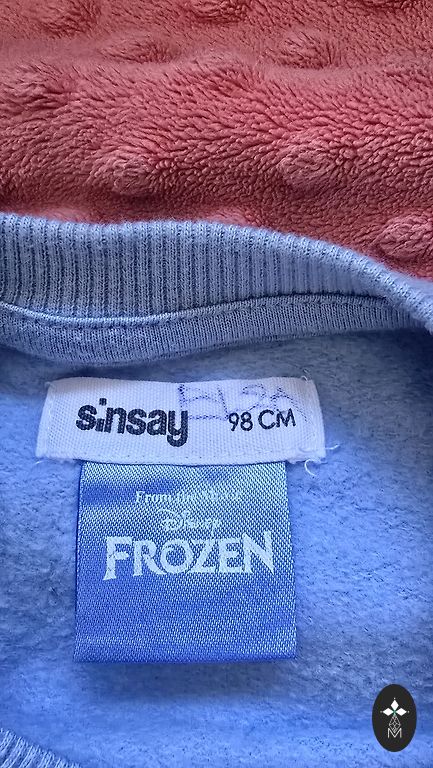 sinsay ELSA 98 CM
From the Movie
Disney
FROZEN